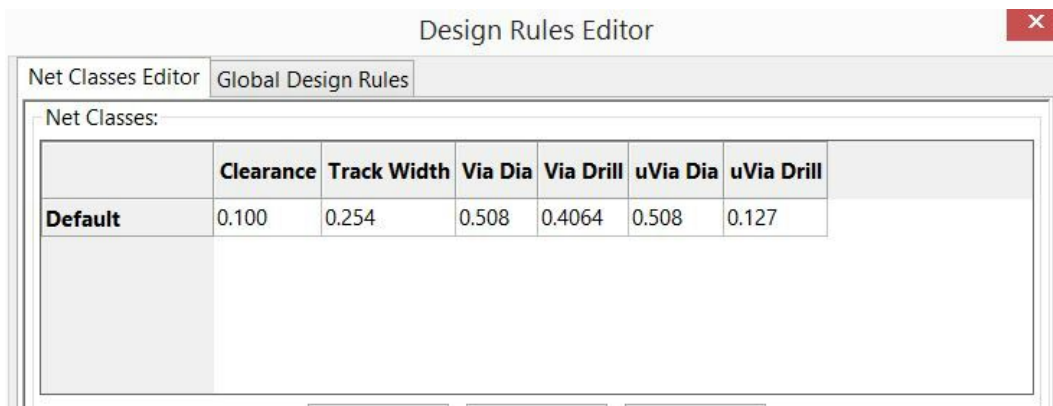 Design Rules Editor
Net Classes Editor Global Design Rules
Net Classes:
Clearance Track Width Via Dia Via Drill uVia Dia uVia Drill
Default 0.100 0.254 0.508 0.4064 0.508 0.127